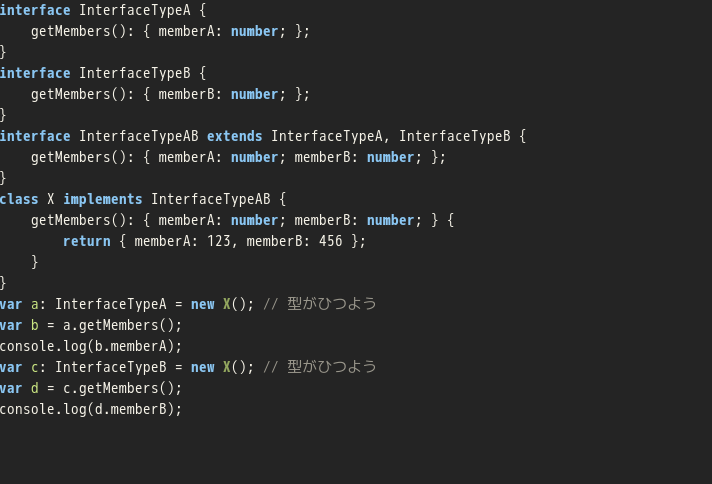 interface InterfaceTypeA {
    getMembers(): { memberA: number; };
}
interface InterfaceTypeB {
    getMembers(): { memberB: number; };
}
interface InterfaceTypeAB extends InterfaceTypeA, InterfaceTypeB {
    getMembers(): { memberA: number; memberB: number; };
}
class X implements InterfaceTypeAB {
    getMembers(): { memberA: number; memberB: number; } {
        return { memberA: 123, memberB: 456 };
    }
}
var a: InterfaceTypeA = new X(); // 型がひつよう
var b = a.getMembers();
console.log(b.memberA);
var c: InterfaceTypeB = new X(); // 型がひつよう
var d = c.getMembers();
console.log(d.memberB);